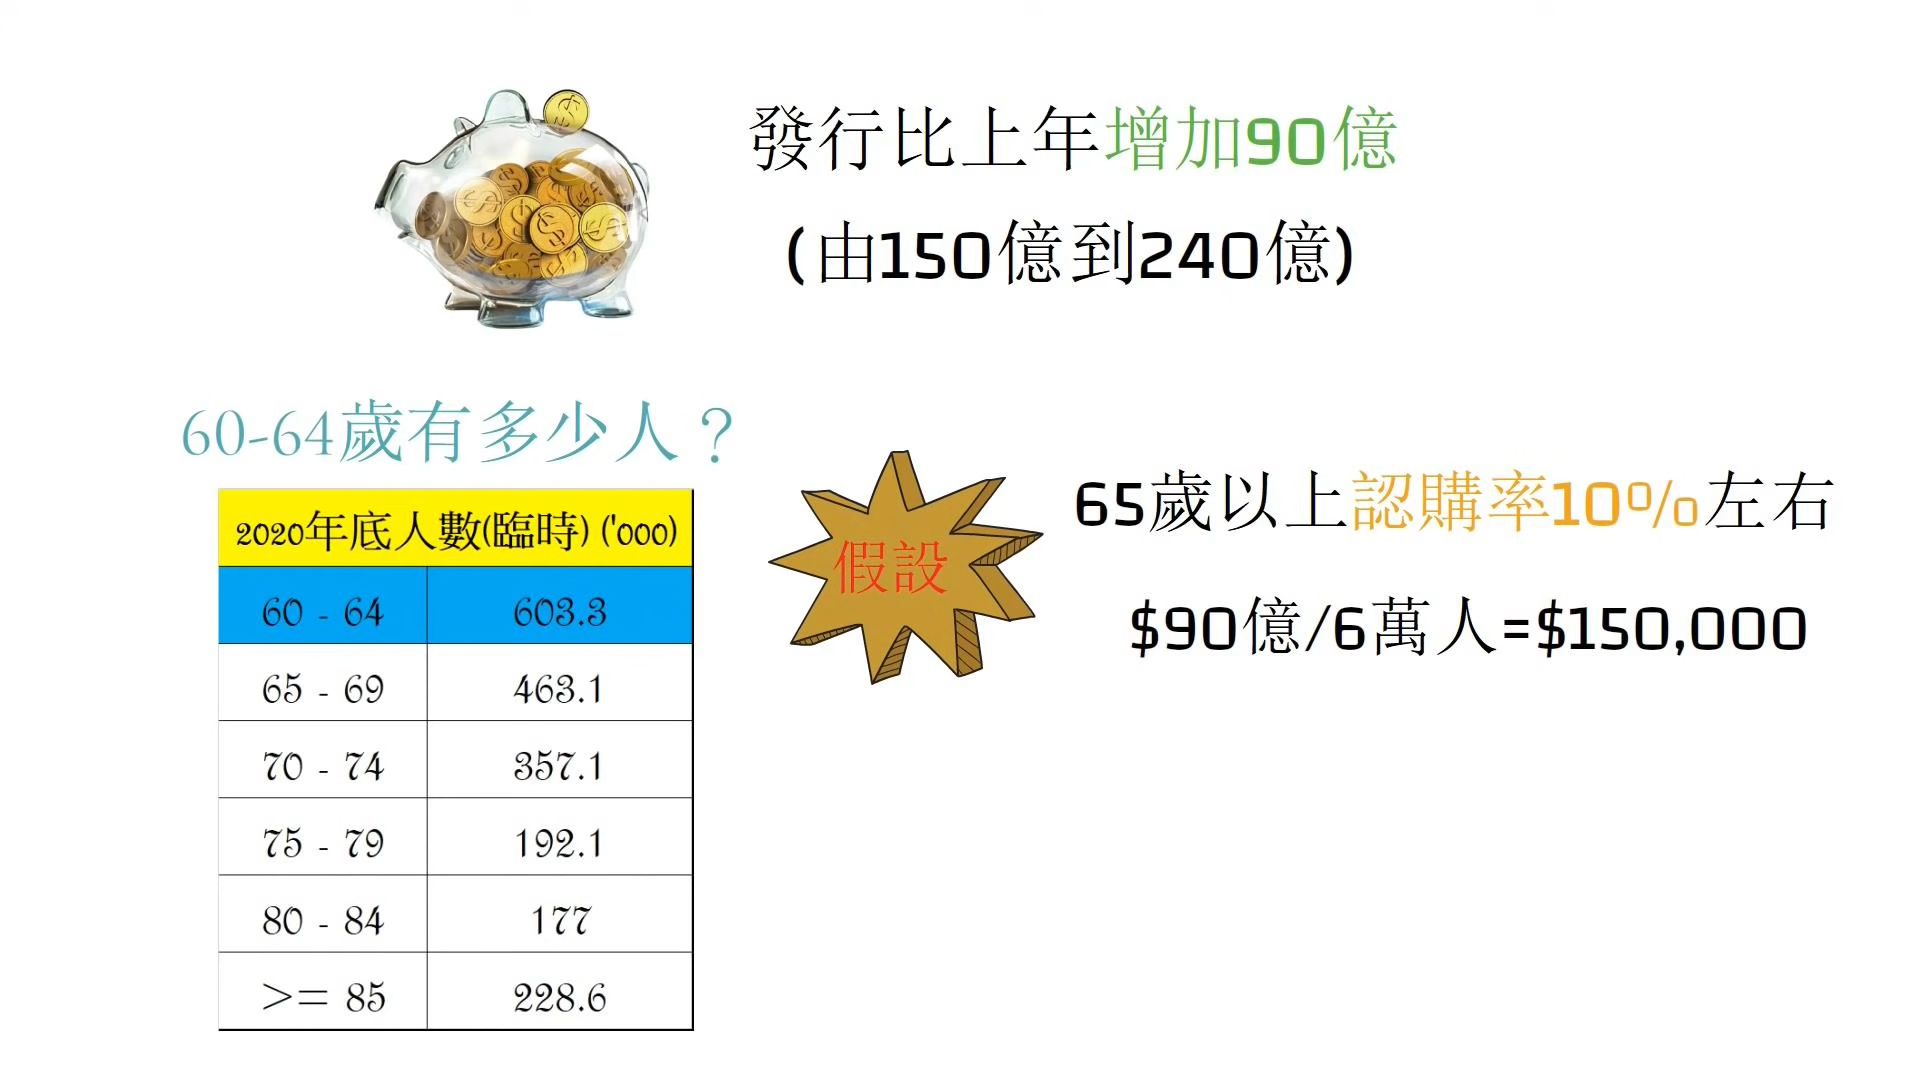 發行比上年增加90億
(由150億到240億)
60-64歲有多少人？
2020年底人數(臨時) ('000)
60 - 64 603.3
65 - 69 463.1
70 - 74 357.1
75 - 79 192.1
80 - 84 177
>= 85 228.6
假設
65歲以上認購率10%左右
$90億/6萬人=$150,000